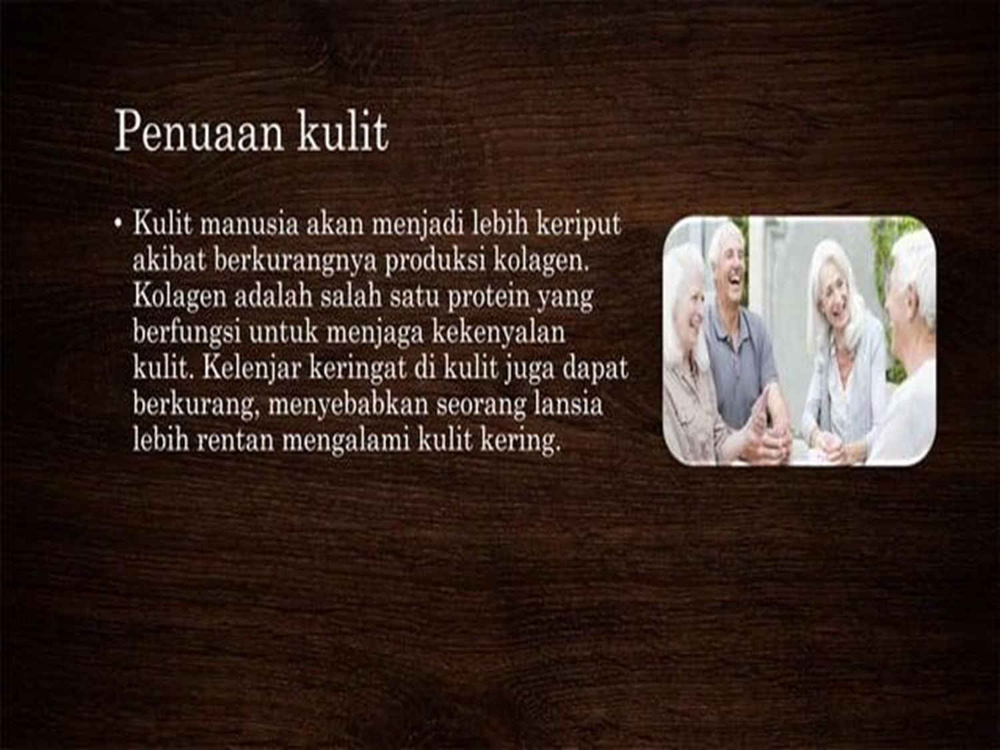 Penuaan kulit
• Kulit manusia akan menjadi lebih keriput
akibat berkurangnya produksi kolagen.
Kolagen adalah salah satu protein yang
berfungsi untuk menjaga kekenyalan
kulit. Kelenjar keringat di kulit juga dapat
berkurang, menyebabkan seorang lansia
lebih rentan mengalami kulit kering.